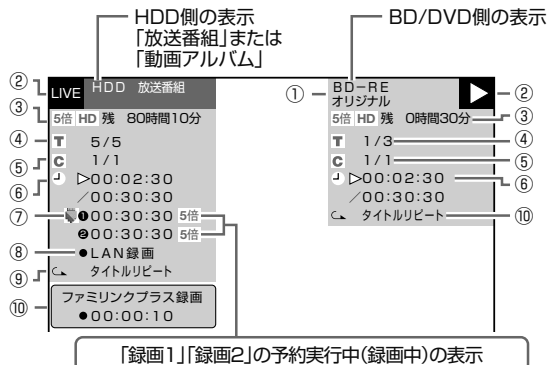 HDD側の表示
「放送番組」または
「動画アルバム」
BD/DVD側の表示
② LIVE HDD 放送番組
③ 5倍 HD 残 80時間10分
④ T 5/5
⑤ C 1/1
⑥ ▷00:02:30
/00:30:30
⑦ ❶00:30:30 5倍
❷00:30:30 5倍
⑧ ●LAN録画
⑨ タイトルリピート
⑩ ファミリンクプラス録画
●00:00:10
① BD-RE ②
オリジナル
5倍 HD 残 0時間30分 ③
T 1/3 ④
C 1/1 ⑤
▷00:02:30 ⑥
/00:30:30
タイトルリピート ⑩
「録画1」「録画2」の予約実行中(録画中)の表示